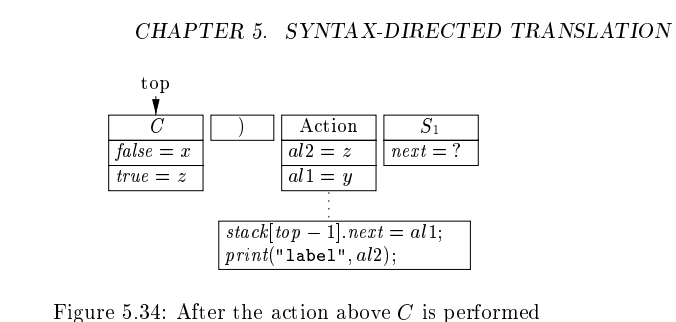 CHAPTER 5. SYNTAX-DIRECTED TRANSLATION
top
C ) Action S₁
false = x al2 = z next = ?
true = z al1 = y
stack[top − 1].next = al1;
print("label", al2);
Figure 5.34: After the action above C is performed